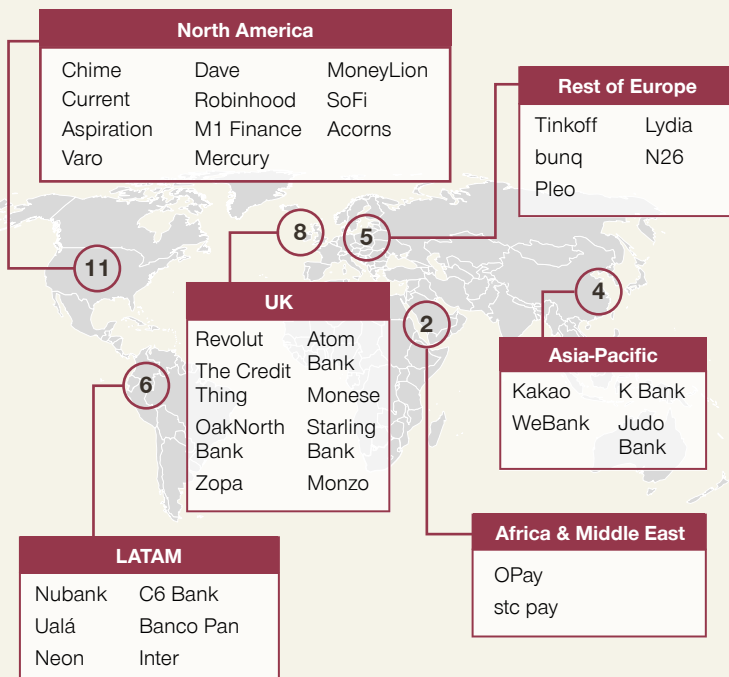 North America
Chime Dave MoneyLion
Current Robinhood SoFi
Aspiration M1 Finance Acorns
Varo Mercury
Rest of Europe
Tinkoff Lydia
bunq N26
Pleo
8
5
11
4
2
6
UK
Revolut Atom
Bank
The Credit
Thing Monese
OakNorth Starling
Bank Bank
Zopa Monzo
Asia-Pacific
Kakao K Bank
WeBank Judo
Bank
Africa & Middle East
OPay
stc pay
LATAM
Nubank C6 Bank
Ualá Banco Pan
Neon Inter